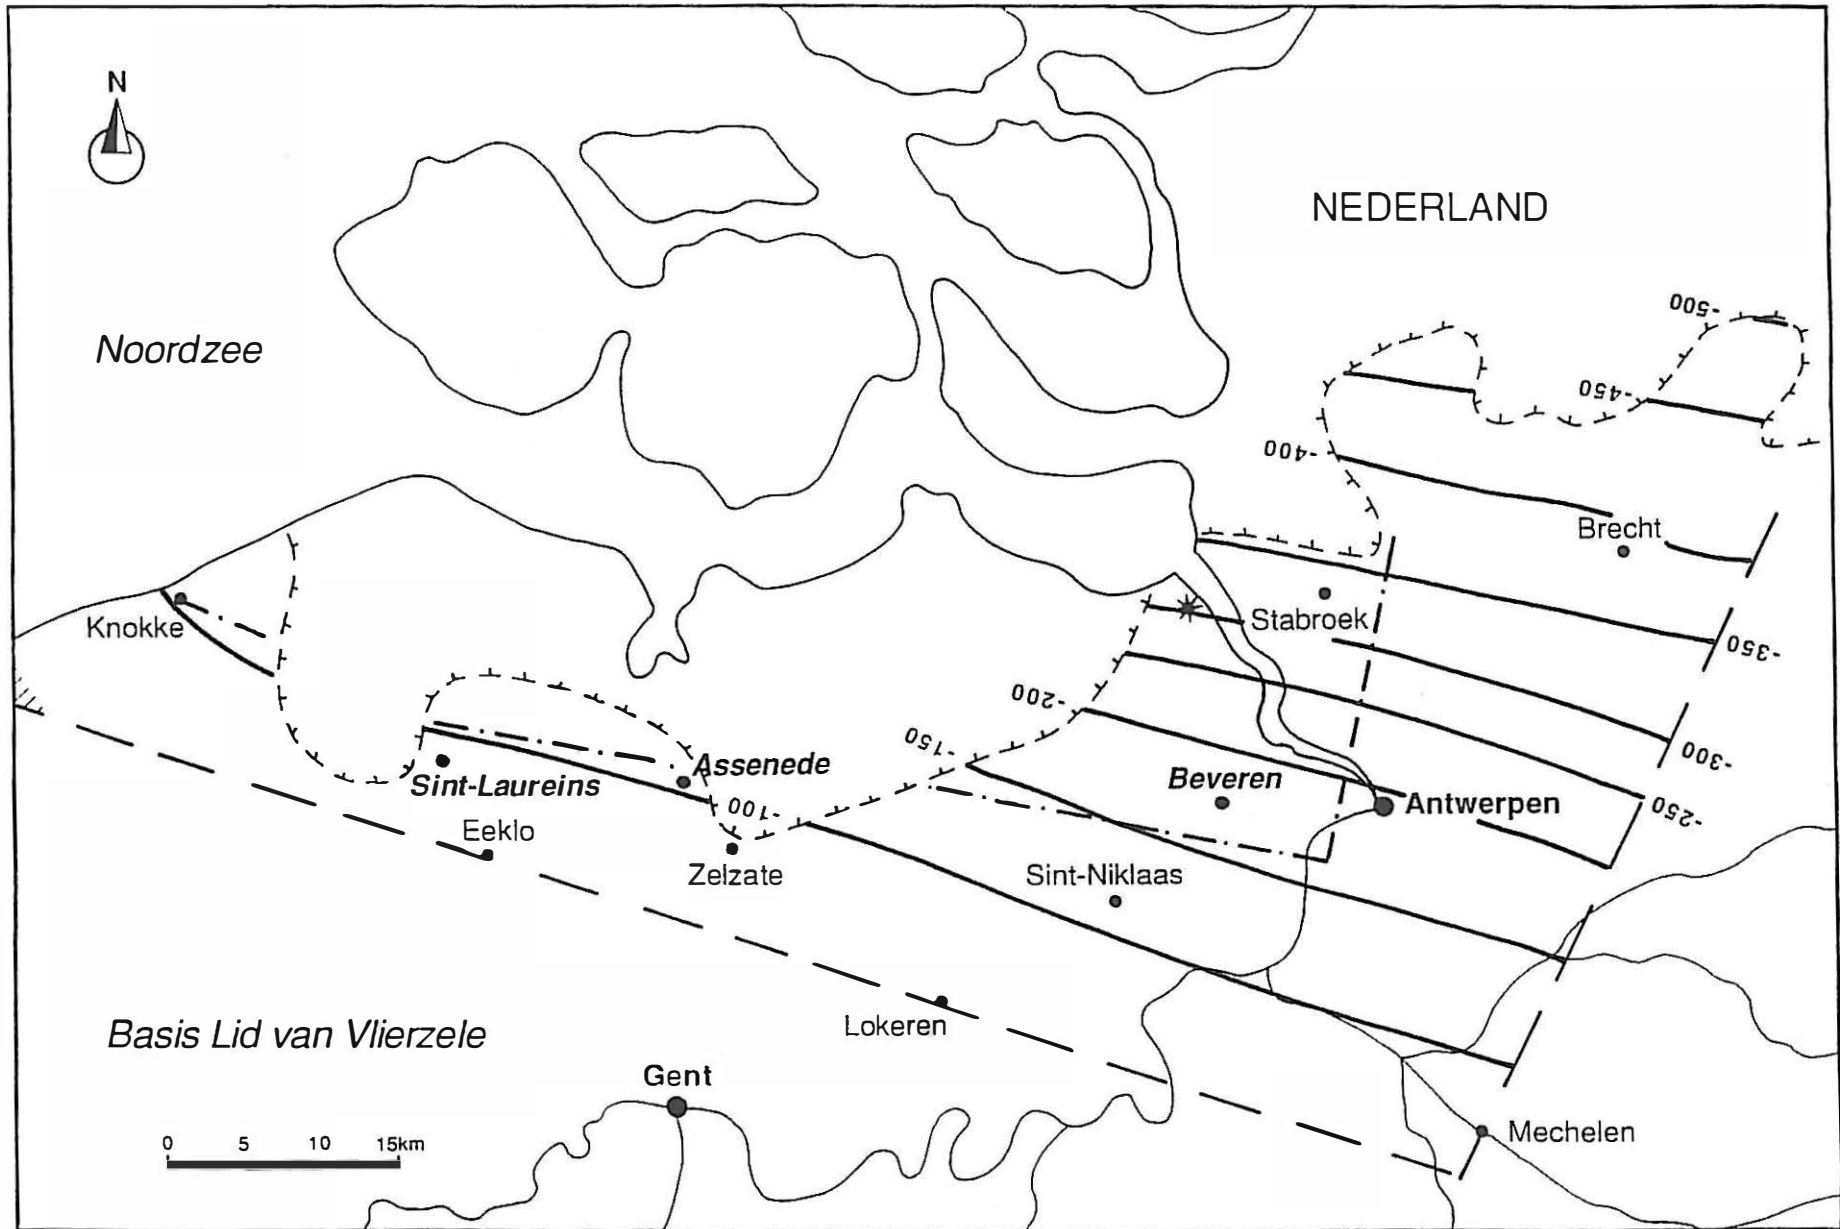 N
NEDERLAND
Noordzee
-500
-450
-400
Brecht
Knokke
Stabroek
-350
-200
-300
-150
Assenede
Beveren
Sint-Laureins
-100
Antwerpen
-250
Eeklo
Zelzate
Sint-Niklaas
Lokeren
Basis Lid van Vlierzele
Gent
0 5 10 15km
Mechelen